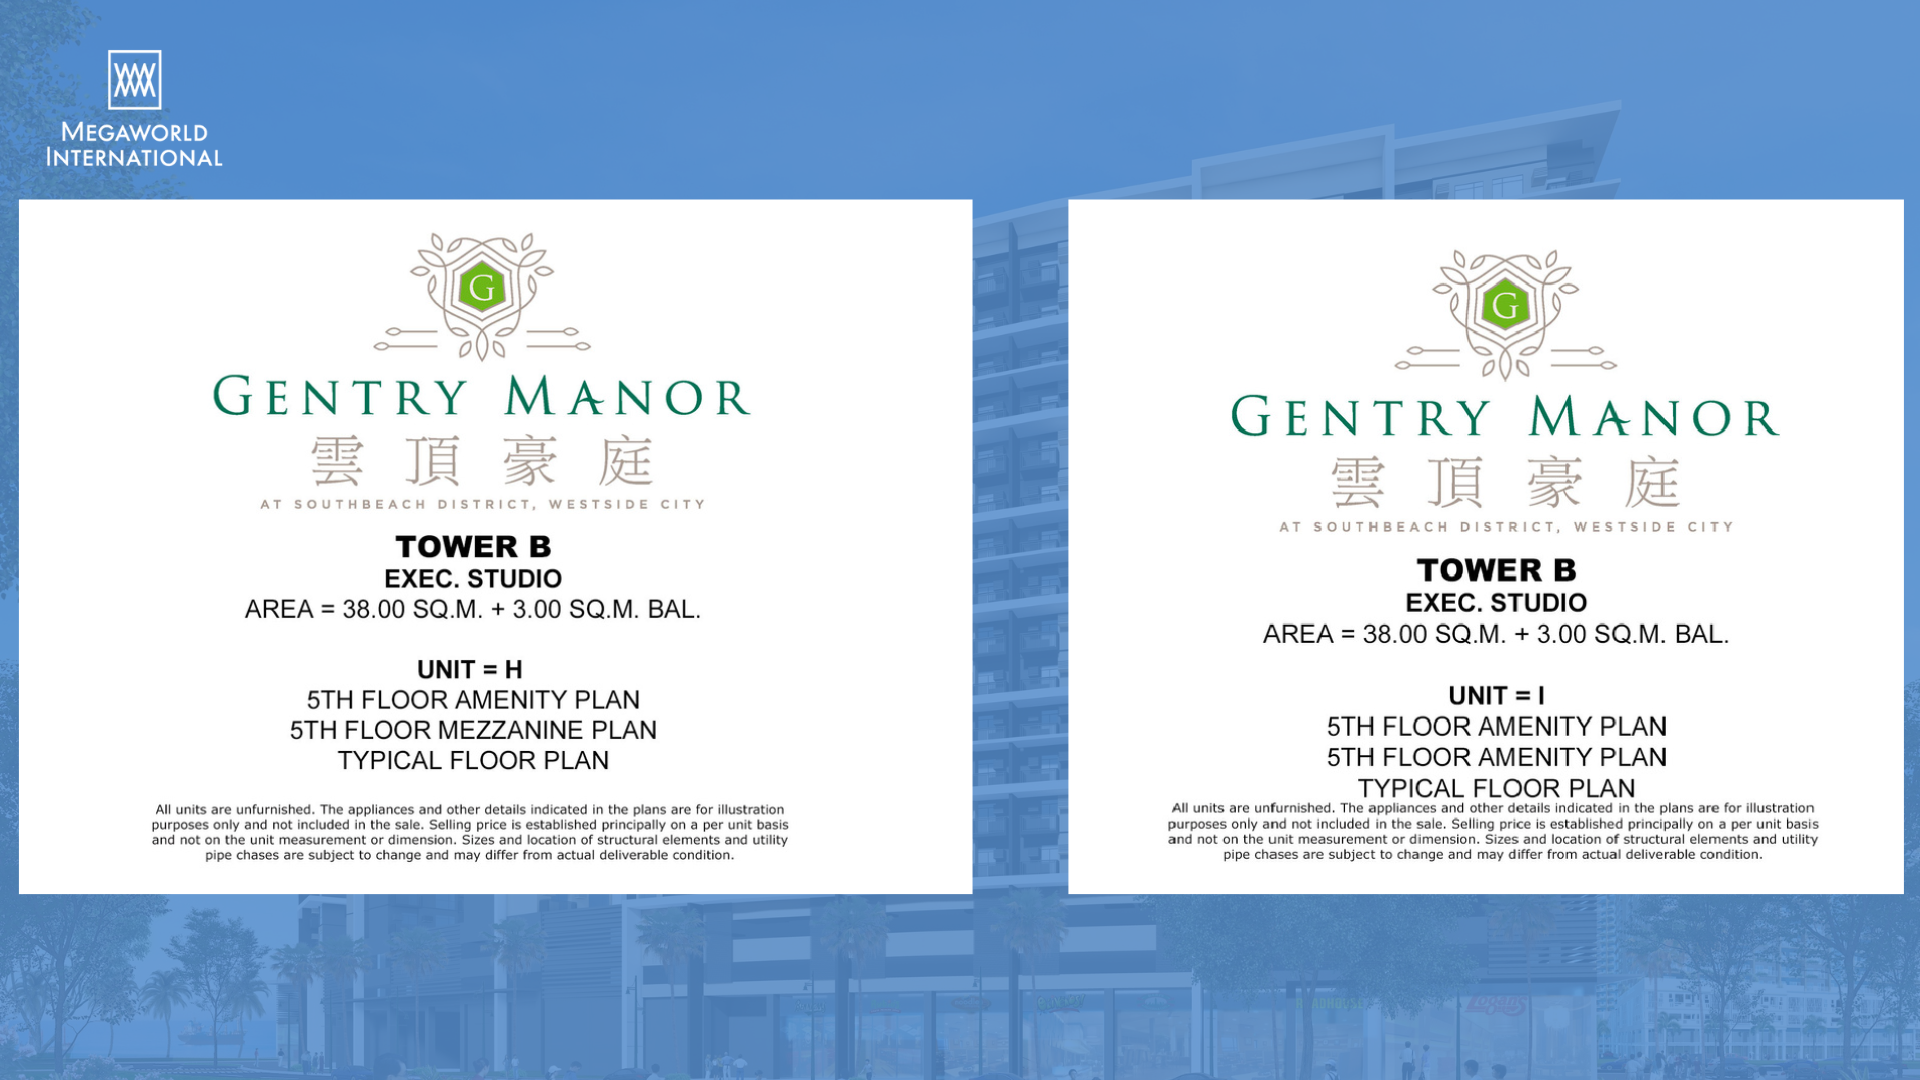 MEGAWORLD
INTERNATIONAL
G
GENTRY MANOR
雲頂豪庭
AT SOUTHBEACH DISTRICT, WESTSIDE CITY
TOWER B
EXEC. STUDIO
AREA = 38.00 SQ.M. + 3.00 SQ.M. BAL.
UNIT = H
5TH FLOOR AMENITY PLAN
5TH FLOOR MEZZANINE PLAN
TYPICAL FLOOR PLAN
All units are unfurnished. The appliances and other details indicated in the plans are for illustration
purposes only and not included in the sale. Selling price is established principally on a per unit basis
and not on the unit measurement or dimension. Sizes and location of structural elements and utility
pipe chases are subject to change and may differ from actual deliverable condition.
G
GENTRY MANOR
雲頂豪庭
AT SOUTHBEACH DISTRICT, WESTSIDE CITY
TOWER B
EXEC. STUDIO
AREA = 38.00 SQ.M. + 3.00 SQ.M. BAL.
UNIT = I
5TH FLOOR AMENITY PLAN
5TH FLOOR AMENITY PLAN
TYPICAL FLOOR PLAN
All units are unfurnished. The appliances and other details indicated in the plans are for illustration
purposes only and not included in the sale. Selling price is established principally on a per unit basis
and not on the unit measurement or dimension. Sizes and location of structural elements and utility
pipe chases are subject to change and may differ from actual deliverable condition.